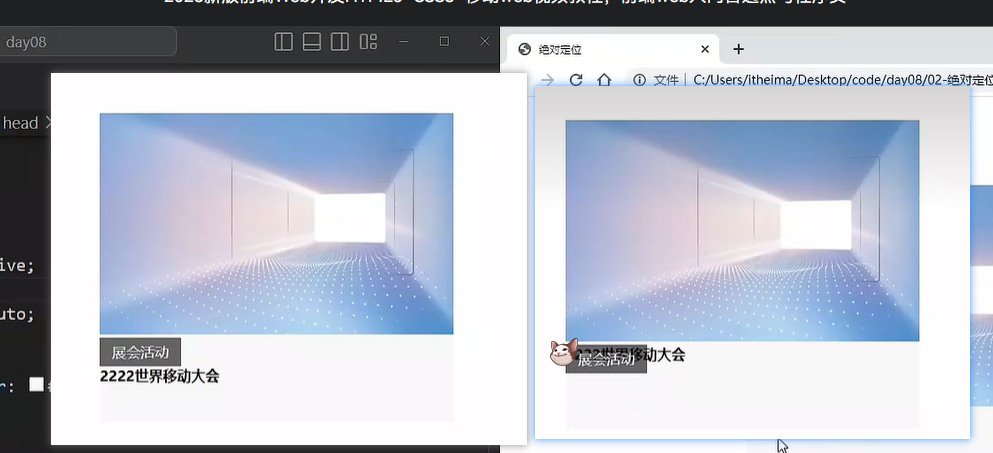 day08
绝对定位
文件 | C:/Users/itheima/Desktop/code/day08/02-绝对定位
head
ive;
uto;
r: #
展会活动
2222世界移动大会
222世界移动大会
展会活动